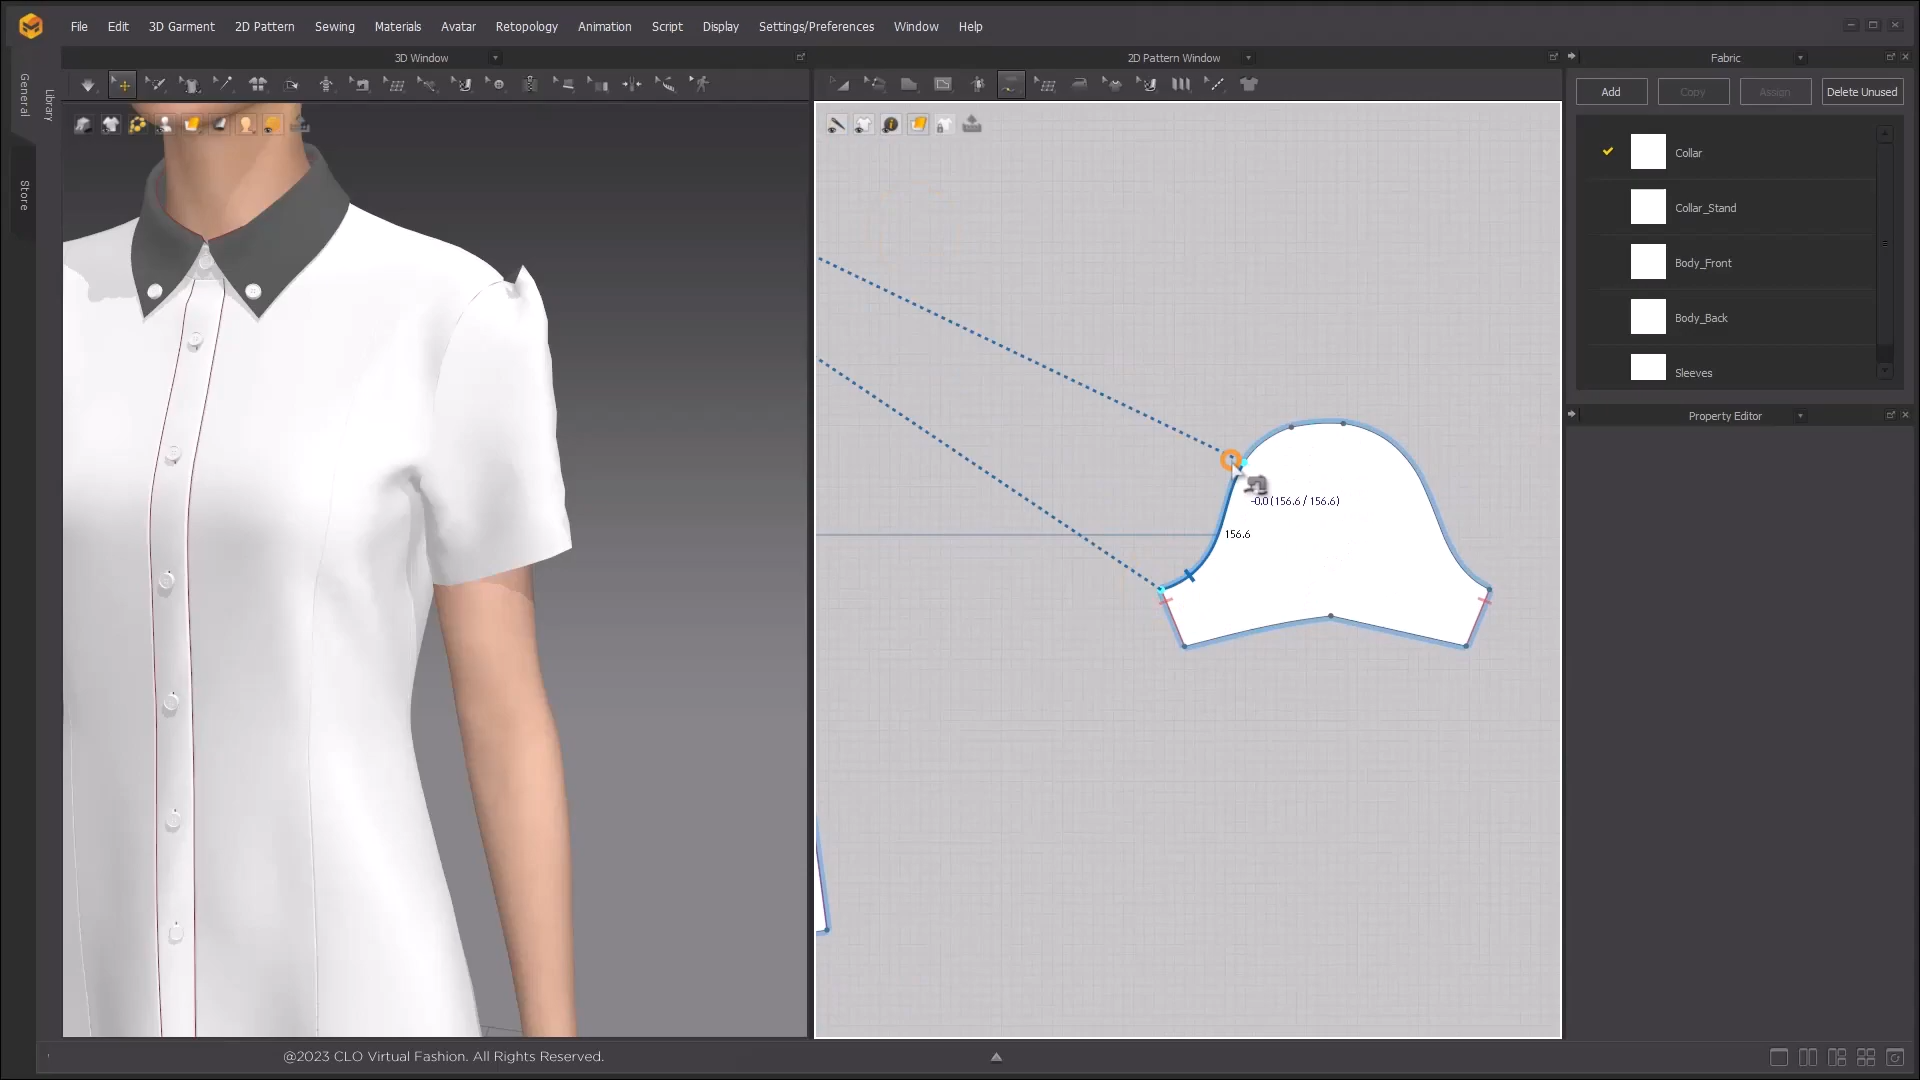 File Edit 3D Garment 2D Pattern Sewing Materials Avatar Retopology Animation Script Display Settings/Preferences Window Help
3D Window
2D Pattern Window
Fabric
General
Library
Store
Add Copy Assign Delete Unused
Collar
Collar_Stand
Body_Front
Body_Back
Sleeves
Property Editor
-0.0 (156.6 / 156.6)
156.6
@2023 CLO Virtual Fashion. All Rights Reserved.